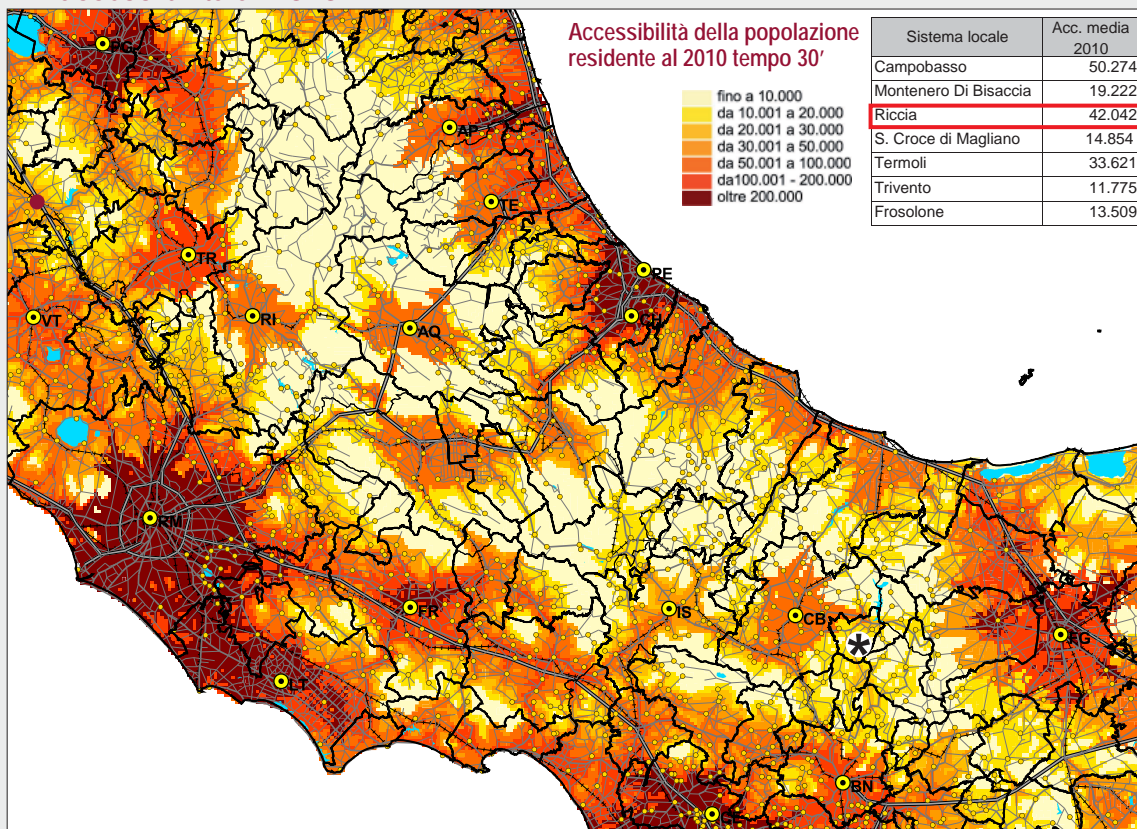 Accessibilità della popolazione
residente al 2010 tempo 30'
fino a 10.000
da 10.001 a 20.000
da 20.001 a 30.000
da 30.001 a 50.000
da 50.001 a 100.000
da100.001 - 200.000
oltre 200.000
Sistema locale Acc. media 2010
Campobasso 50.274
Montenero Di Bisaccia 19.222
Riccia 42.042
S. Croce di Magliano 14.854
Termoli 33.621
Trivento 11.775
Frosolone 13.509
PG
AP
TE
TR
PE
VT
RI
AQ
CH
RM
FR
IS
CB
*
FG
LT
BN
CE